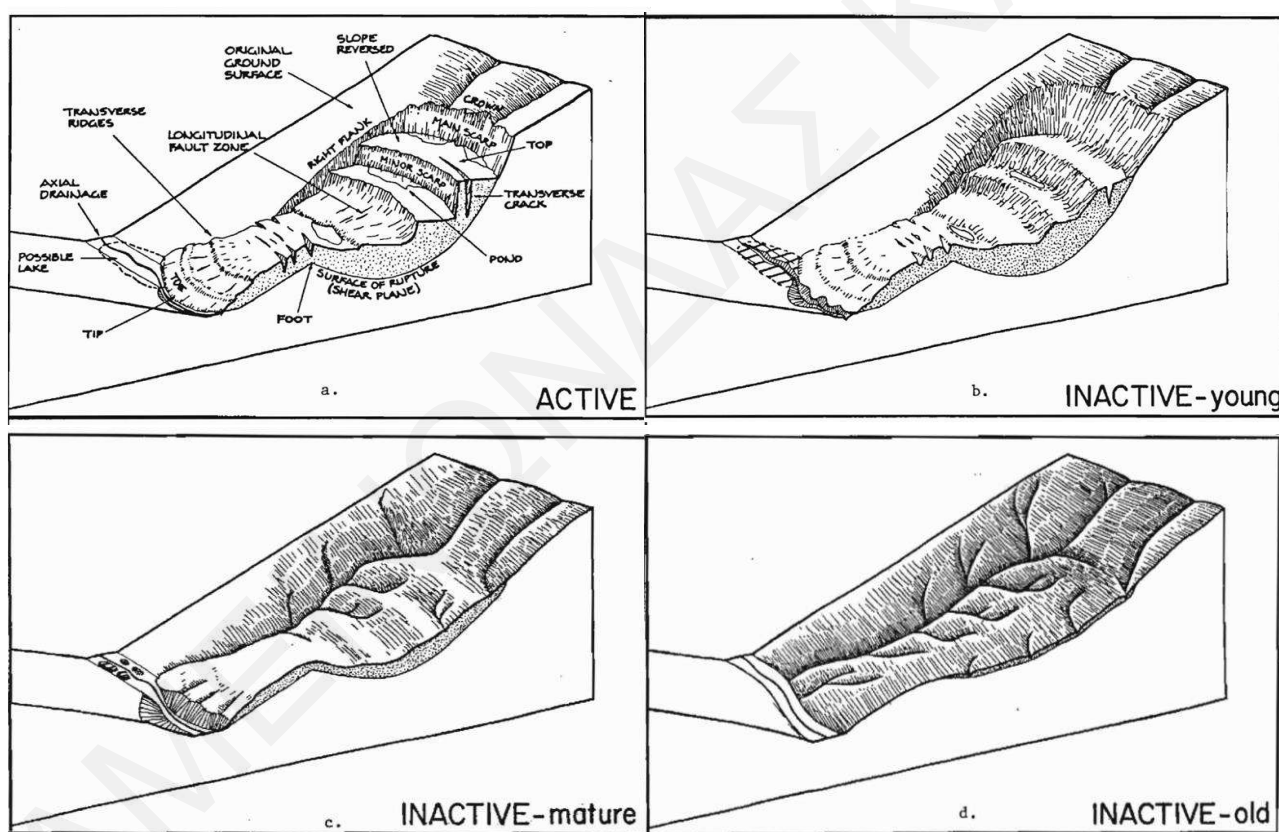 ORIGINAL
GROUND
SURFACE
SLOPE
REVERSED
TRANSVERSE
RIDGES
LONGITUDINAL
FAULT ZONE
RIGHT FLANK
CROWN
MAIN SCARP
MINOR SCARP
TOP
AXIAL
DRAINAGE
TRANSVERSE
CRACK
POSSIBLE
LAKE
TOE
POND
SURFACE OF RUPTURE
(SHEAR PLANE)
FOOT
TIP
a.
ACTIVE
b.
INACTIVE-young
c.
INACTIVE-mature
d.
INACTIVE-old
ΑΜΕΙΝΩΝΔΑΣ ΚΑ